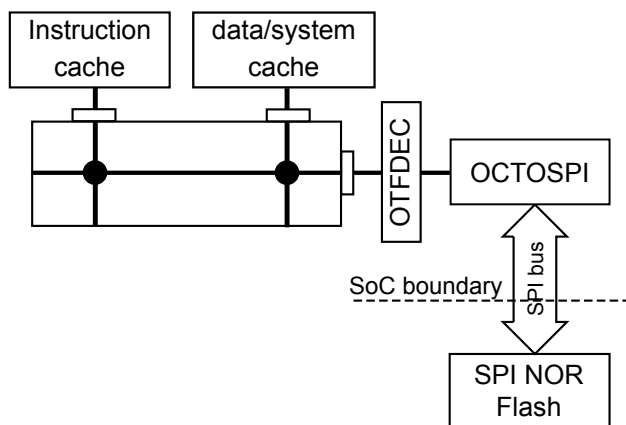 Instruction
cache
data/system
cache
OTFDEC
OCTOSPI
SoC boundary
SPI bus
SPI NOR
Flash